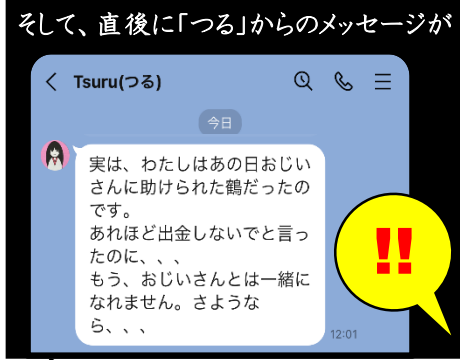 そして、直後に「つる」からのメッセージが
Tsuru(つる)
今日
実は、わたしはあの日おじい
さんに助けられた鶴だったの
です。
あれほど出金しないでと言っ
たのに、、、
もう、おじいさんとは一緒に
なれません。さような
ら、、、
12:01
!!